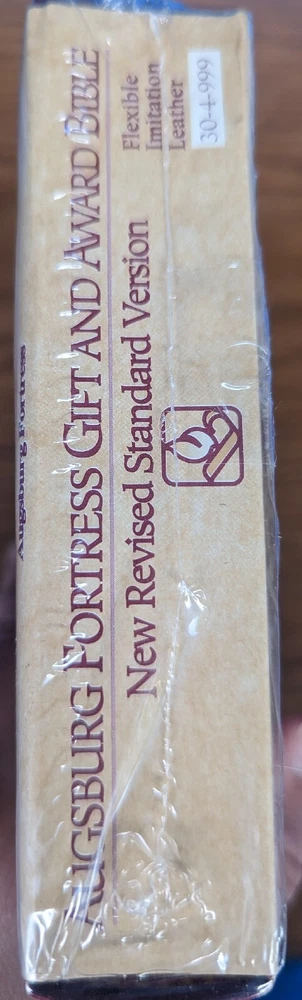 AUGSBURG FORTRESS GIFT AND AWARD BIBLE
New Revised Standard Version
Flexible
Imitation
Leather
30-4-999
Augsburg Fortress